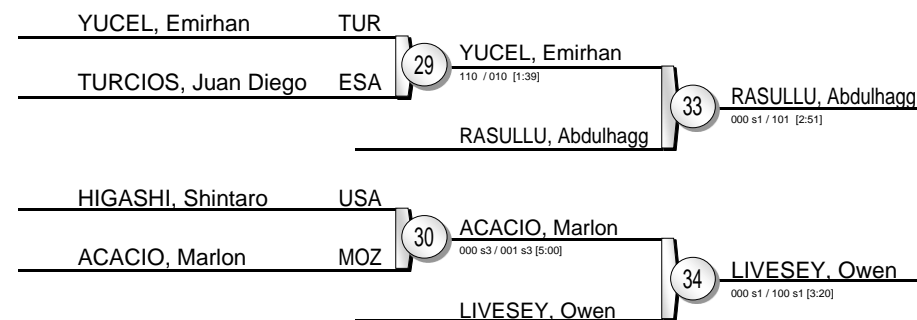 YUCEL, Emirhan TUR
29
YUCEL, Emirhan
110 / 010 [1:39]
TURCIOS, Juan Diego ESA
33
RASULLU, Abdulhagg
000 s1 / 101 [2:51]
RASULLU, Abdulhagg
HIGASHI, Shintaro USA
30
ACACIO, Marlon
000 s3 / 001 s3 [5:00]
ACACIO, Marlon MOZ
34
LIVESEY, Owen
000 s1 / 100 s1 [3:20]
LIVESEY, Owen